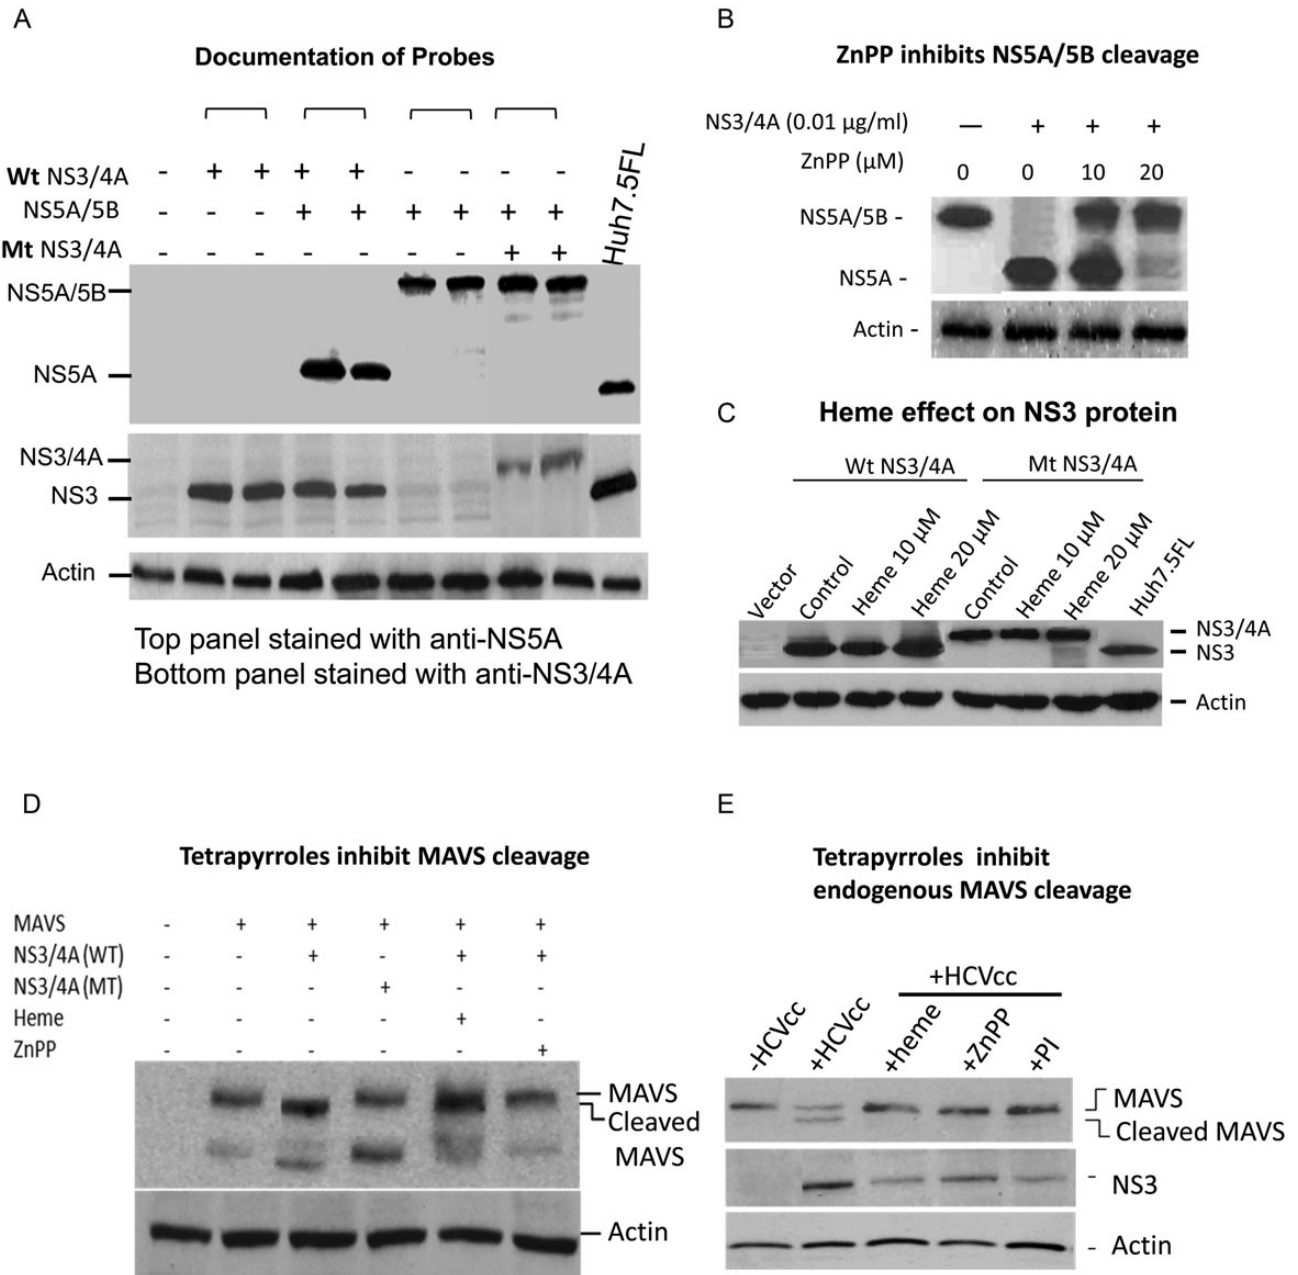 A
Documentation of Probes
Wt NS3/4A - + + + + - - - -
NS5A/5B - - - + + + + + +
Mt NS3/4A - - - - - - - + +
Huh7.5FL
NS5A/5B
NS5A
NS3/4A
NS3
Actin
Top panel stained with anti-NS5A
Bottom panel stained with anti-NS3/4A
B
ZnPP inhibits NS5A/5B cleavage
NS3/4A (0.01 µg/ml) — + + +
ZnPP (µM) 0 0 10 20
NS5A/5B -
NS5A -
Actin -
C
Heme effect on NS3 protein
Wt NS3/4A Mt NS3/4A
Vector Control Heme 10 µM Heme 20 µM Control Heme 10 µM Heme 20 µM Huh7.5FL
NS3/4A
NS3
Actin
D
Tetrapyrroles inhibit MAVS cleavage
MAVS - + + + + +
NS3/4A (WT) - - + - + +
NS3/4A (MT) - - - + - -
Heme - - - - + -
ZnPP - - - - - +
MAVS
Cleaved
MAVS
Actin
E
Tetrapyrroles inhibit
endogenous MAVS cleavage
+HCVcc
-HCVcc +HCVcc +heme +ZnPP +PI
MAVS
Cleaved MAVS
- NS3
- Actin